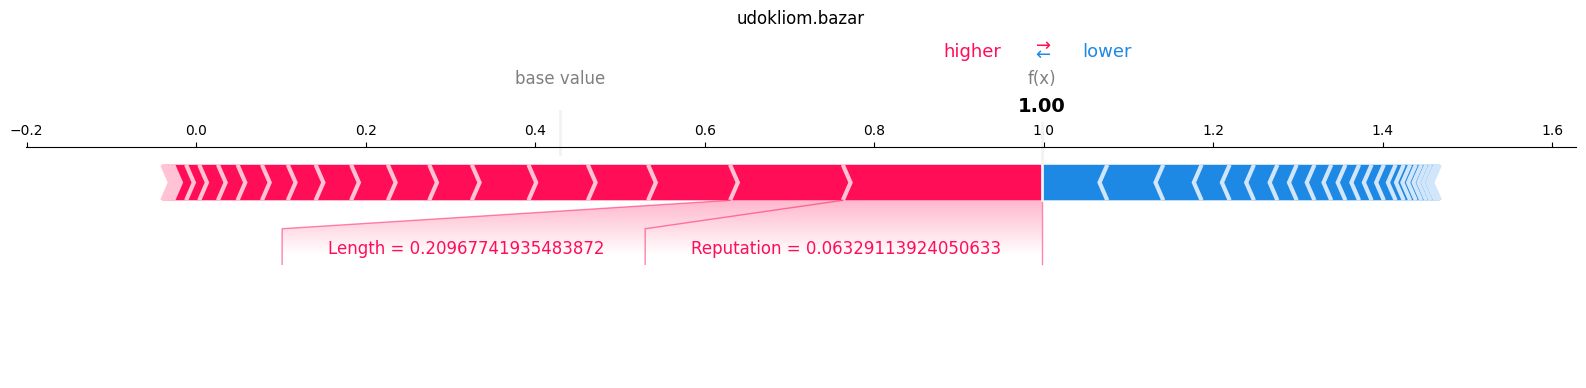 udokliom.bazar
higher ⇄ lower
base value f(x)
1.00
−0.2 0.0 0.2 0.4 0.6 0.8 1.0 1.2 1.4 1.6
Length = 0.20967741935483872 Reputation = 0.06329113924050633